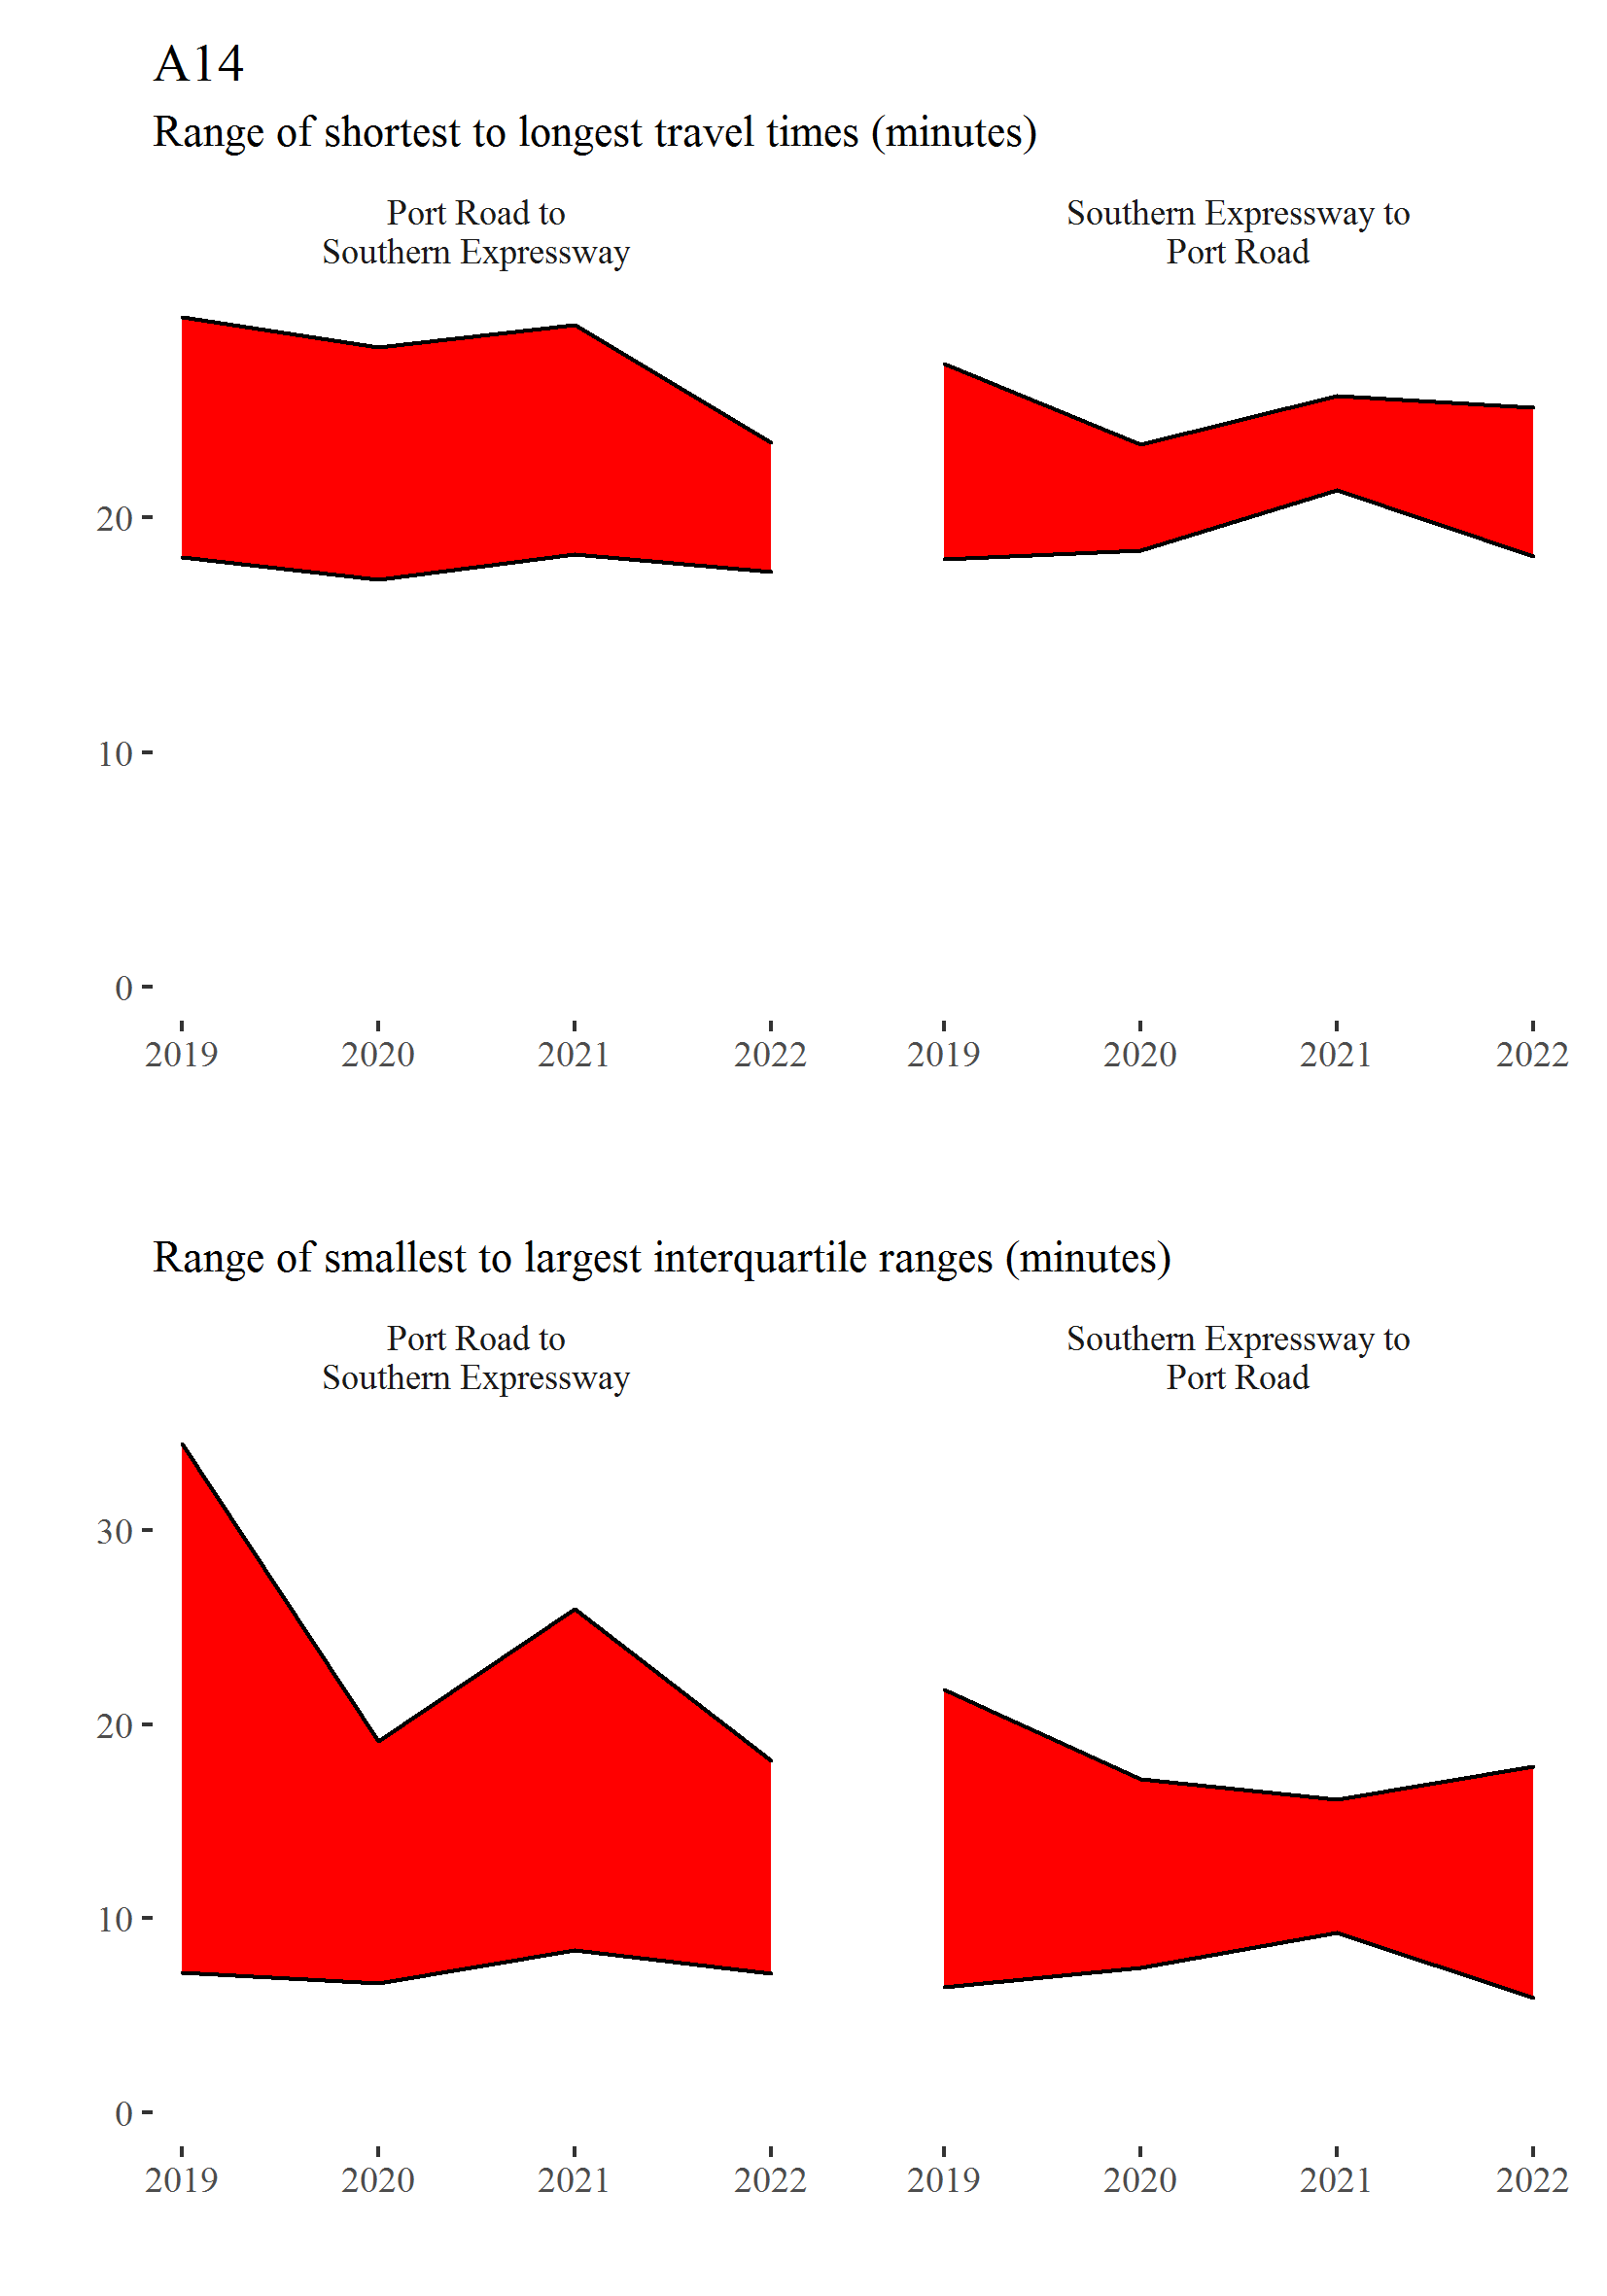 A14
Range of shortest to longest travel times (minutes)
Port Road to
Southern Expressway
Southern Expressway to
Port Road
20
10
0
2019 2020 2021 2022 2019 2020 2021 2022
Range of smallest to largest interquartile ranges (minutes)
Port Road to
Southern Expressway
Southern Expressway to
Port Road
30
20
10
0
2019 2020 2021 2022 2019 2020 2021 2022